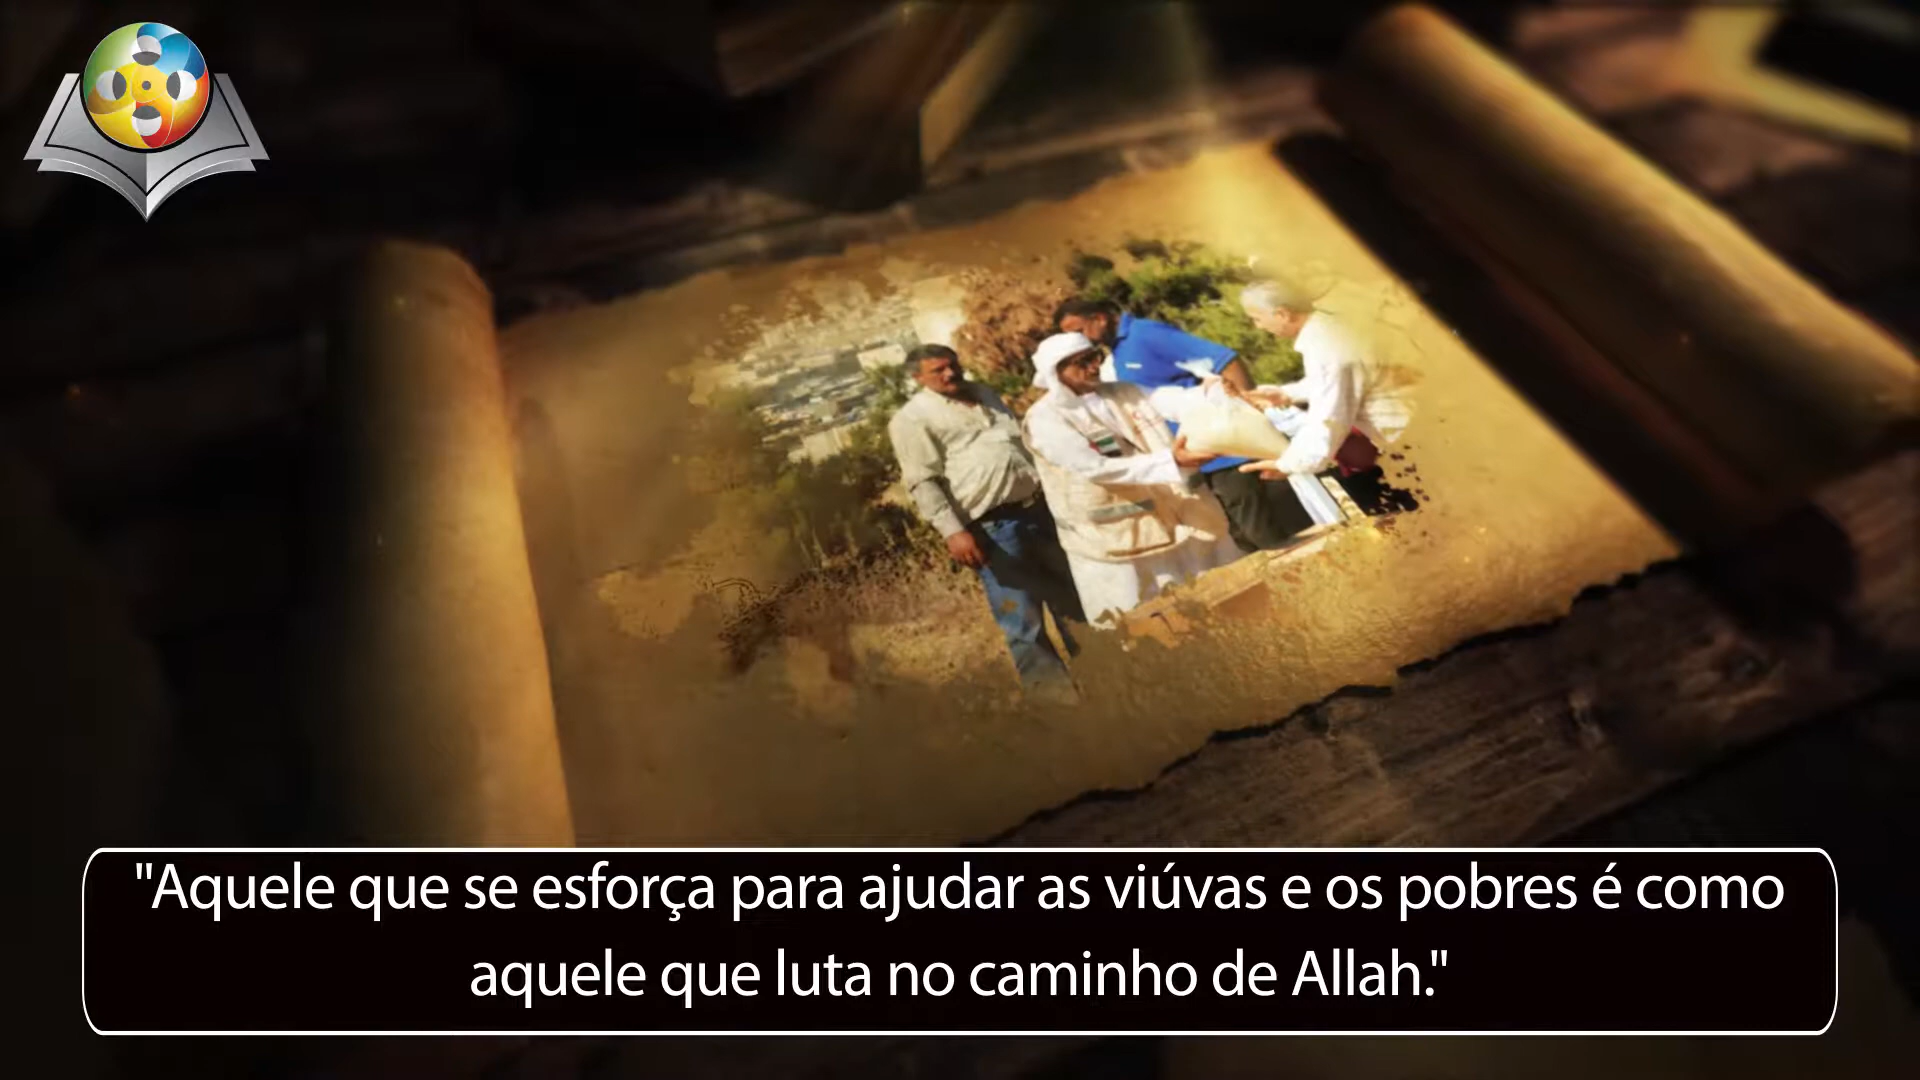 "Aquele que se esforça para ajudar as viúvas e os pobres é como
aquele que luta no caminho de Allah."